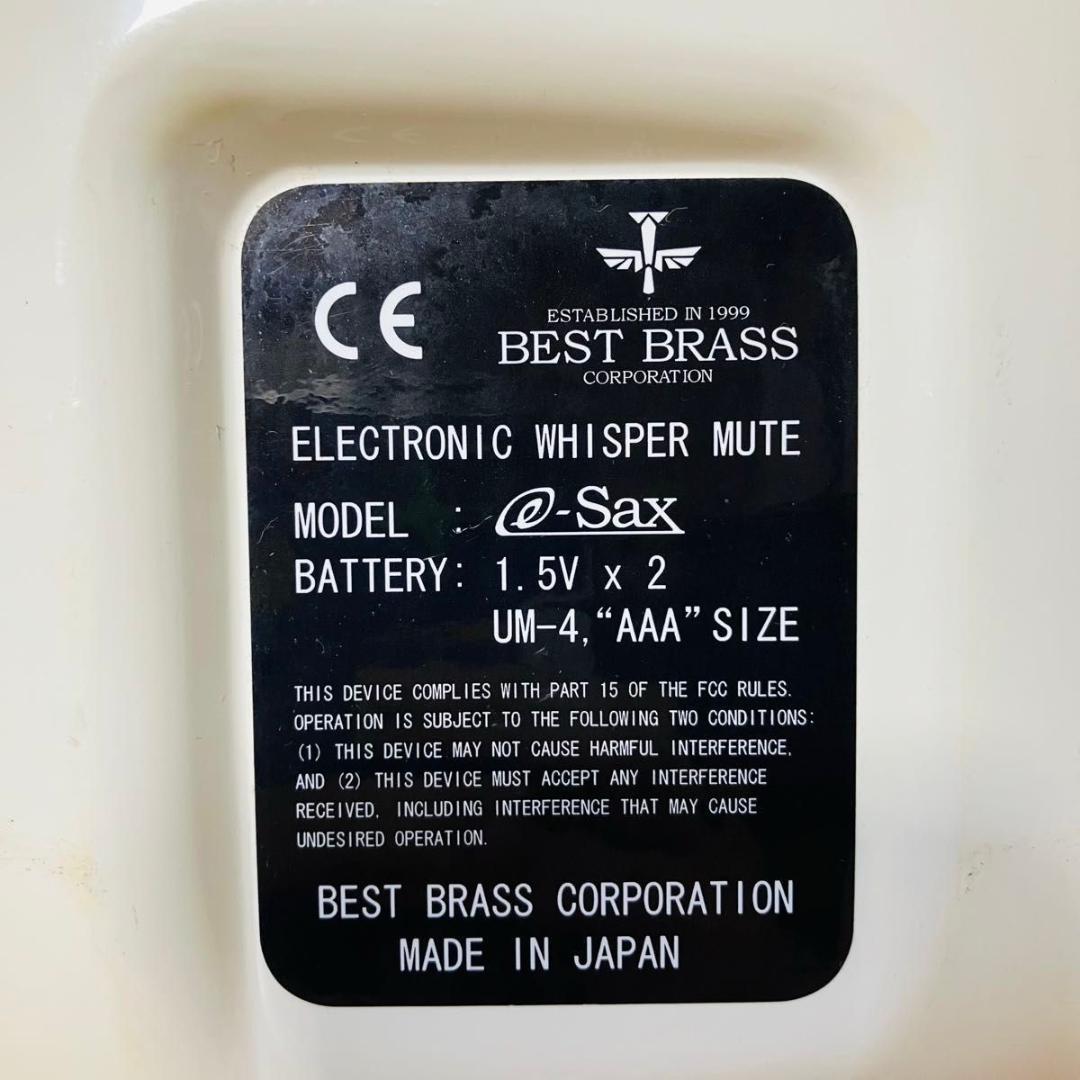 CE
ESTABLISHED IN 1999
BEST BRASS
CORPORATION
ELECTRONIC WHISPER MUTE
MODEL : e-Sax
BATTERY: 1.5V x 2
UM-4, “AAA” SIZE
THIS DEVICE COMPLIES WITH PART 15 OF THE FCC RULES.
OPERATION IS SUBJECT TO THE FOLLOWING TWO CONDITIONS:
(1) THIS DEVICE MAY NOT CAUSE HARMFUL INTERFERENCE,
AND (2) THIS DEVICE MUST ACCEPT ANY INTERFERENCE
RECEIVED, INCLUDING INTERFERENCE THAT MAY CAUSE
UNDESIRED OPERATION.
BEST BRASS CORPORATION
MADE IN JAPAN